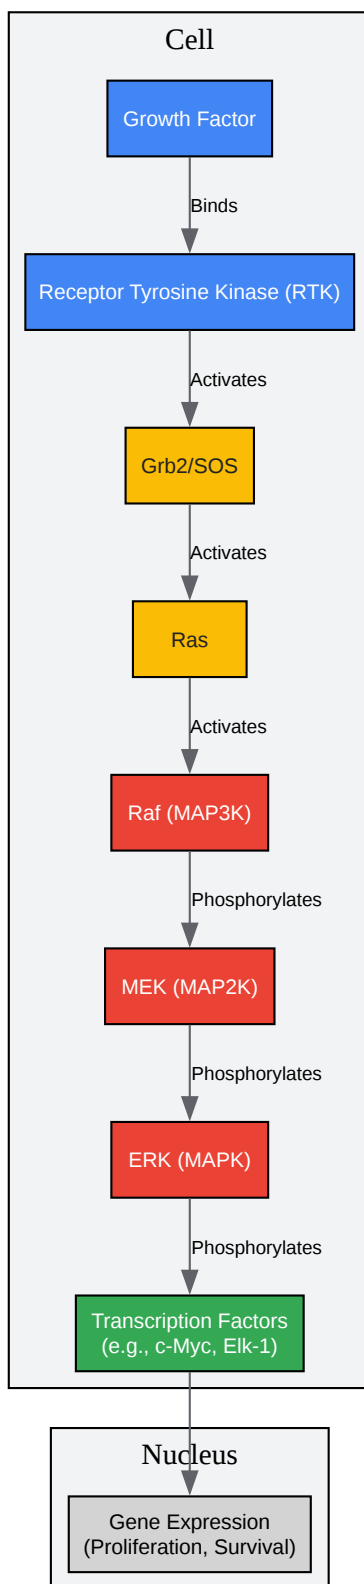 Cell
Growth Factor
Binds
Receptor Tyrosine Kinase (RTK)
Activates
Grb2/SOS
Activates
Ras
Activates
Raf (MAP3K)
Phosphorylates
MEK (MAP2K)
Phosphorylates
ERK (MAPK)
Phosphorylates
Transcription Factors
(e.g., c-Myc, Elk-1)
Nucleus
Gene Expression
(Proliferation, Survival)